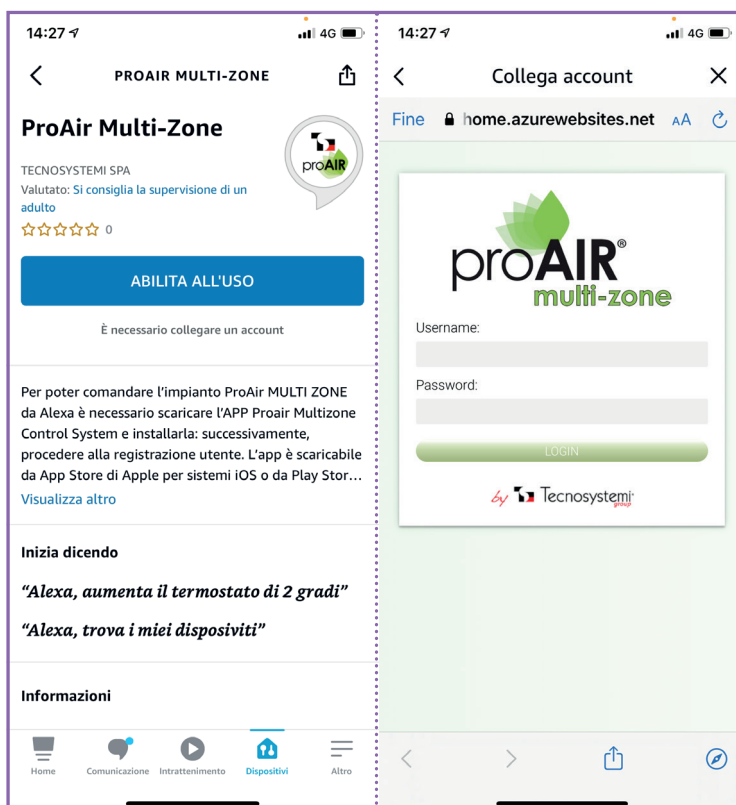 14:27
4G
PROAIR MULTI-ZONE
ProAir Multi-Zone
proAIR
TECNOSYSTEMI SPA
Valutato: Si consiglia la supervisione di un
adulto
0
ABILITA ALL'USO
È necessario collegare un account
Per poter comandare l'impianto ProAir MULTI ZONE
da Alexa è necessario scaricare l'APP Proair Multizone
Control System e installarla: successivamente,
procedere alla registrazione utente. L'app è scaricabile
da App Store di Apple per sistemi iOS o da Play Stor...
Visualizza altro
Inizia dicendo
“Alexa, aumenta il termostato di 2 gradi”
“Alexa, trova i miei disposiviti”
Informazioni
Home
Comunicazione
Intrattenimento
Dispositivi
Altro
14:27
4G
Collega account
Fine
home.azurewebsites.net
AA
proAIR®
multi-zone
Username:
Password:
LOGIN
by Tecnosystemi
group